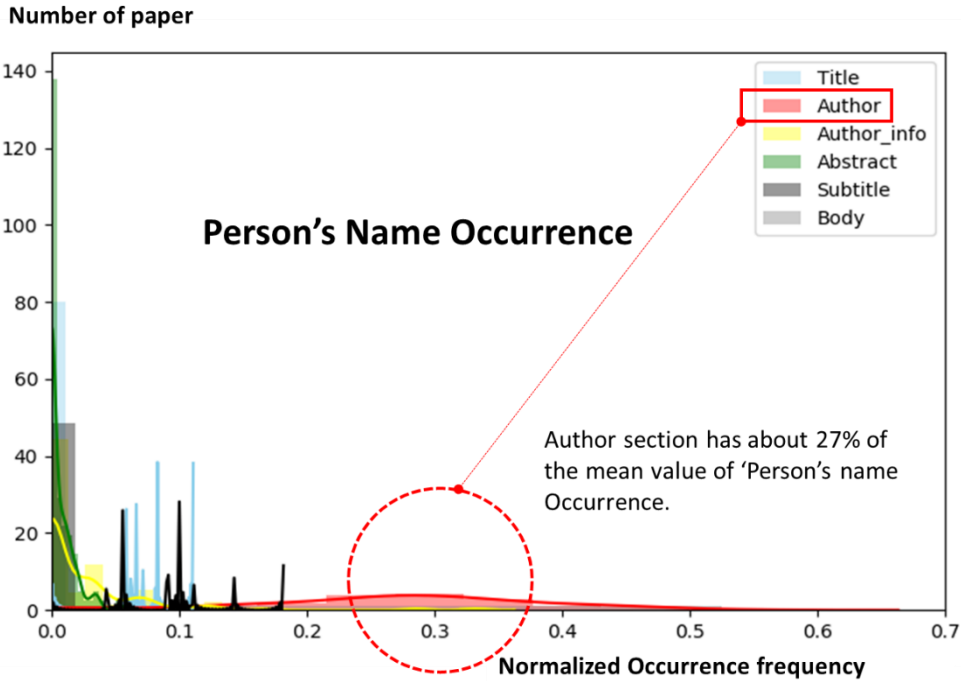 Number of paper
140
120
100
80
60
40
20
0
Title
Author
Author_info
Abstract
Subtitle
Body
Person’s Name Occurrence
Author section has about 27% of
the mean value of ‘Person’s name
Occurrence.
0.0 0.1 0.2 0.3 0.4 0.5 0.6 0.7
Normalized Occurrence frequency